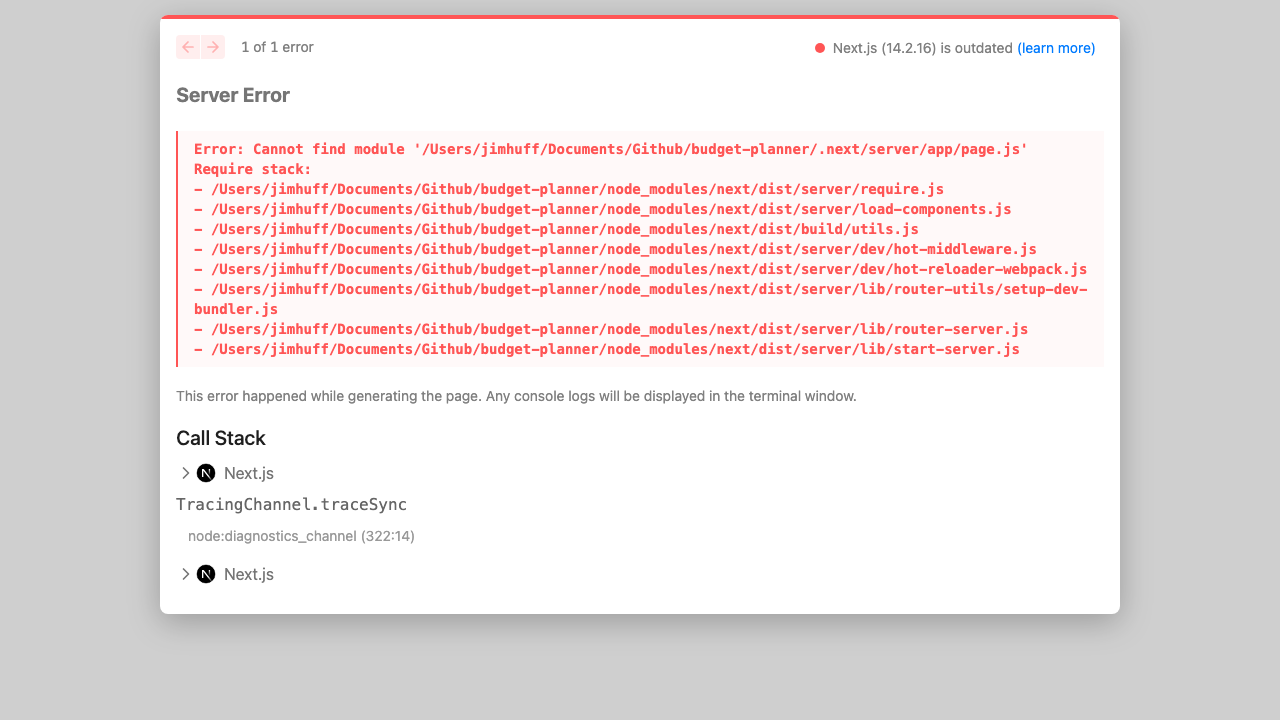 1 of 1 error
Next.js (14.2.16) is outdated (learn more)
Server Error
Error: Cannot find module '/Users/jimhuff/Documents/Github/budget-planner/.next/server/app/page.js'
Require stack:
- /Users/jimhuff/Documents/Github/budget-planner/node_modules/next/dist/server/require.js
- /Users/jimhuff/Documents/Github/budget-planner/node_modules/next/dist/server/load-components.js
- /Users/jimhuff/Documents/Github/budget-planner/node_modules/next/dist/build/utils.js
- /Users/jimhuff/Documents/Github/budget-planner/node_modules/next/dist/server/dev/hot-middleware.js
- /Users/jimhuff/Documents/Github/budget-planner/node_modules/next/dist/server/dev/hot-reloader-webpack.js
- /Users/jimhuff/Documents/Github/budget-planner/node_modules/next/dist/server/lib/router-utils/setup-dev-
bundler.js
- /Users/jimhuff/Documents/Github/budget-planner/node_modules/next/dist/server/lib/router-server.js
- /Users/jimhuff/Documents/Github/budget-planner/node_modules/next/dist/server/lib/start-server.js
This error happened while generating the page. Any console logs will be displayed in the terminal window.
Call Stack
Next.js
TracingChannel.traceSync
node:diagnostics_channel (322:14)
Next.js